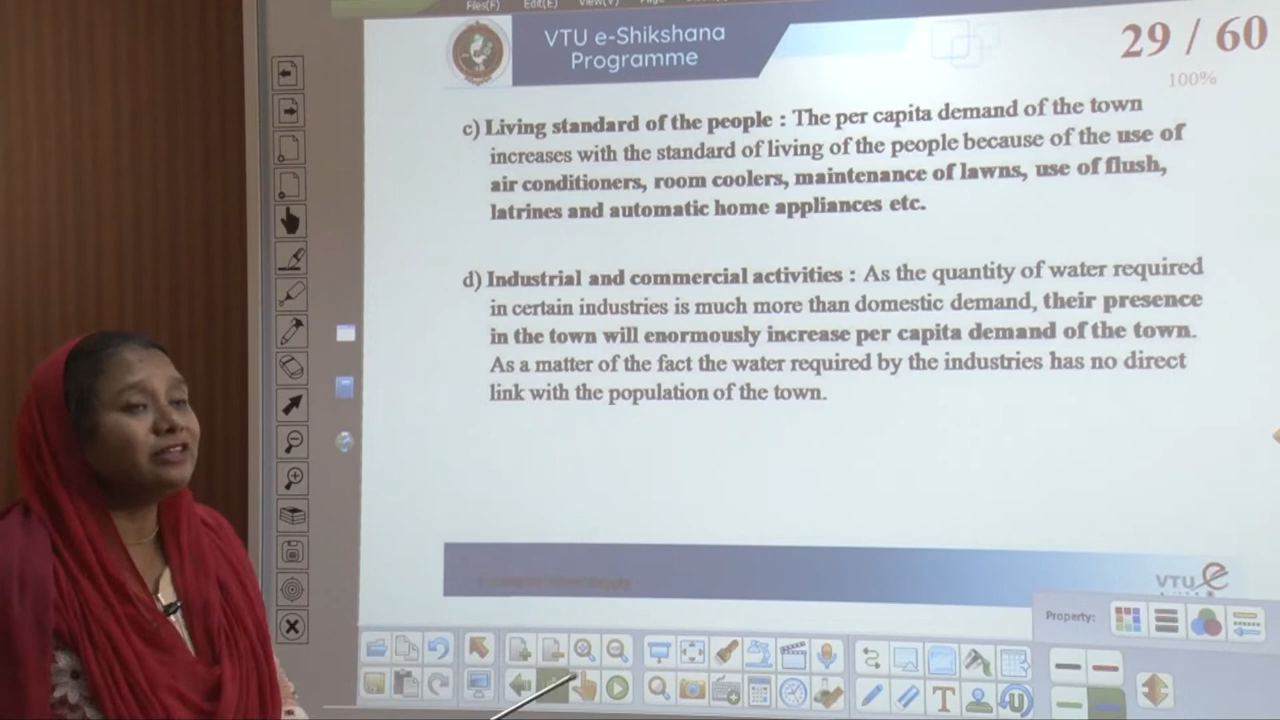 Files(F) Edit(E) View(V) Page
VTU e-Shikshana
Programme
29 / 60
100%
c) Living standard of the people : The per capita demand of the town
increases with the standard of living of the people because of the use of
air conditioners, room coolers, maintenance of lawns, use of flush,
latrines and automatic home appliances etc.
d) Industrial and commercial activities : As the quantity of water required
in certain industries is much more than domestic demand, their presence
in the town will enormously increase per capita demand of the town.
As a matter of the fact the water required by the industries has no direct
link with the population of the town.
VTU e
Property: